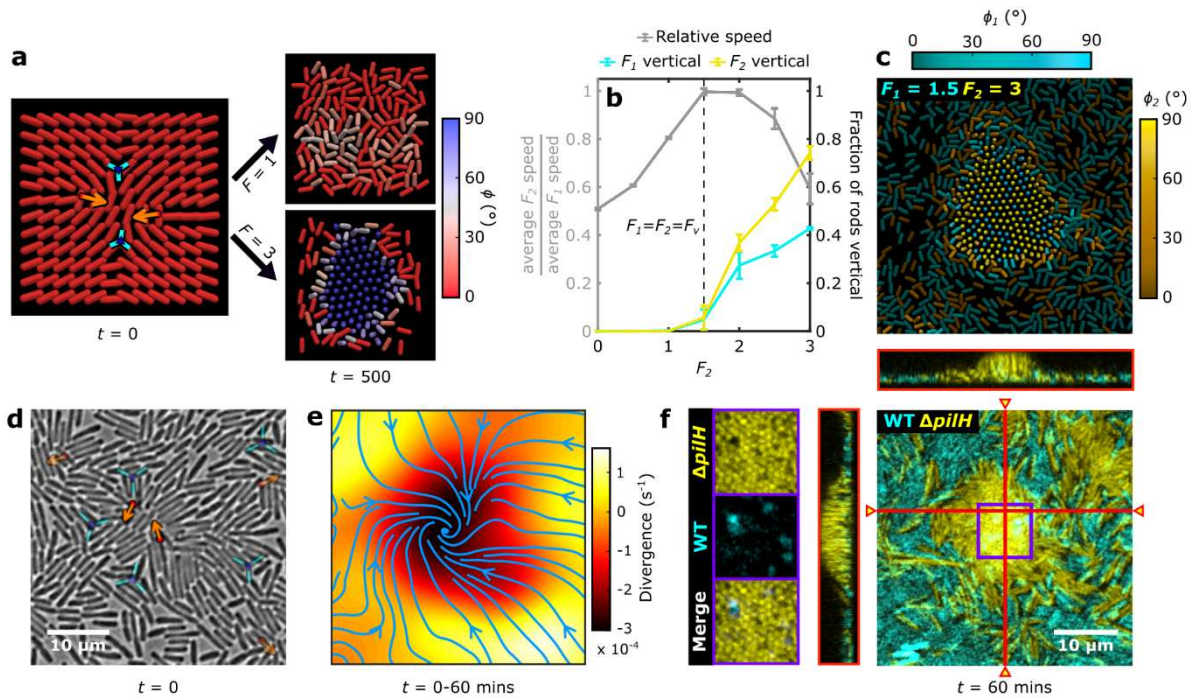 a
t = 0
F = 1
F = 3
t = 500
90
60
30
0
ϕ (°)
b
Relative speed
F₁ vertical
F₂ vertical
average F₂ speed
average F₁ speed
1
0.8
0.6
0.4
0.2
0
F₁=F₂=Fᵥ
0
1
2
3
F₂
1
0.8
0.6
0.4
0.2
0
Fraction of rods vertical
c
ϕ₁ (°)
0
30
60
90
F₁ = 1.5 F₂ = 3
ϕ₂ (°)
90
60
30
0
d
10 µm
t = 0
e
1
0
-1
-2
-3
x 10⁻⁴
Divergence (s⁻¹)
t = 0-60 mins
f
ΔpilH
WT
Merge
WT ΔpilH
10 µm
t = 60 mins